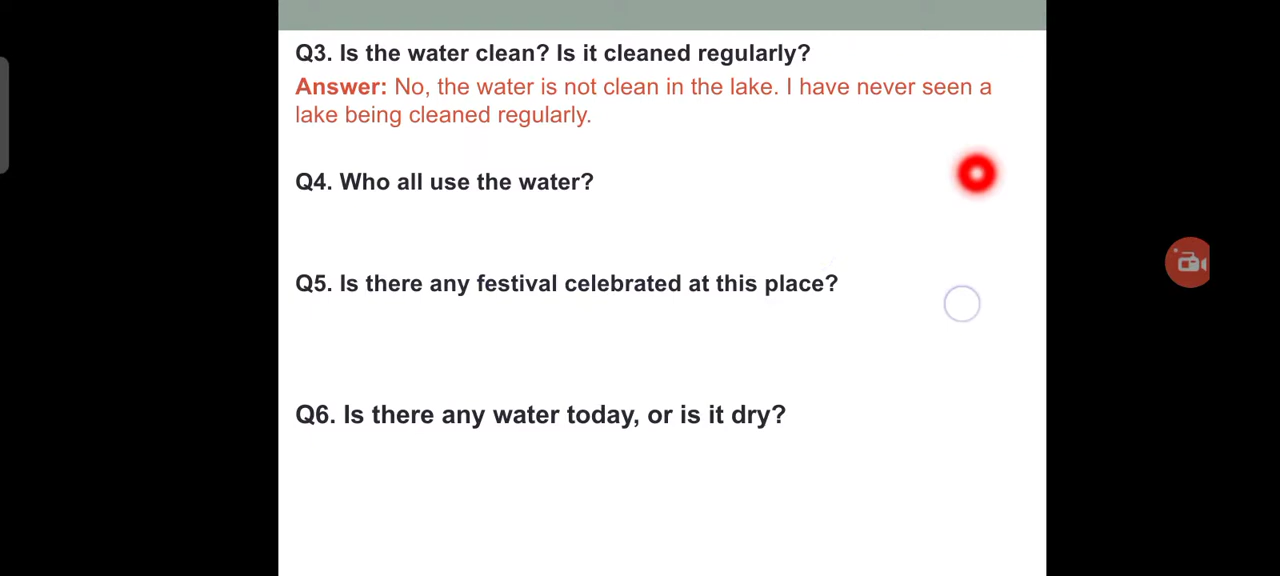 Q3. Is the water clean? Is it cleaned regularly?
Answer: No, the water is not clean in the lake. I have never seen a
lake being cleaned regularly.
Q4. Who all use the water?
Q5. Is there any festival celebrated at this place?
Q6. Is there any water today, or is it dry?